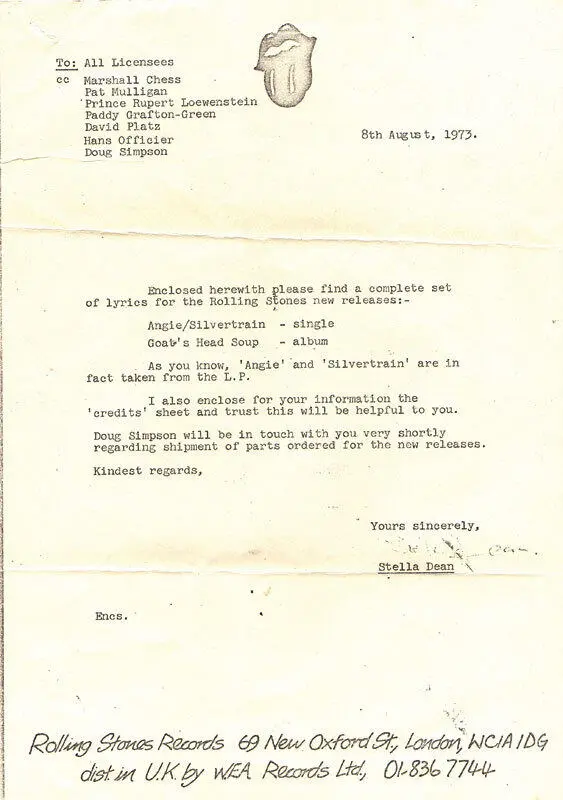 To: All Licensees
cc Marshall Chess
Pat Mulligan
Prince Rupert Loewenstein
Paddy Grafton-Green
David Platz
Hans Officier
Doug Simpson
8th August, 1973.
Enclosed herewith please find a complete set
of lyrics for the Rolling Stones new releases:-
Angie/Silvertrain - single
Goat's Head Soup - album
As you know, 'Angie' and 'Silvertrain' are in
fact taken from the L.P.
I also enclose for your information the
'credits' sheet and trust this will be helpful to you.
Doug Simpson will be in touch with you very shortly
regarding shipment of parts ordered for the new releases.
Kindest regards,
Yours sincerely,
Stella Dean
Encs.
Rolling Stones Records 69 New Oxford St., London, WC1A 1DG
dist in U.K. by WEA Records Ltd., 01-836 7744